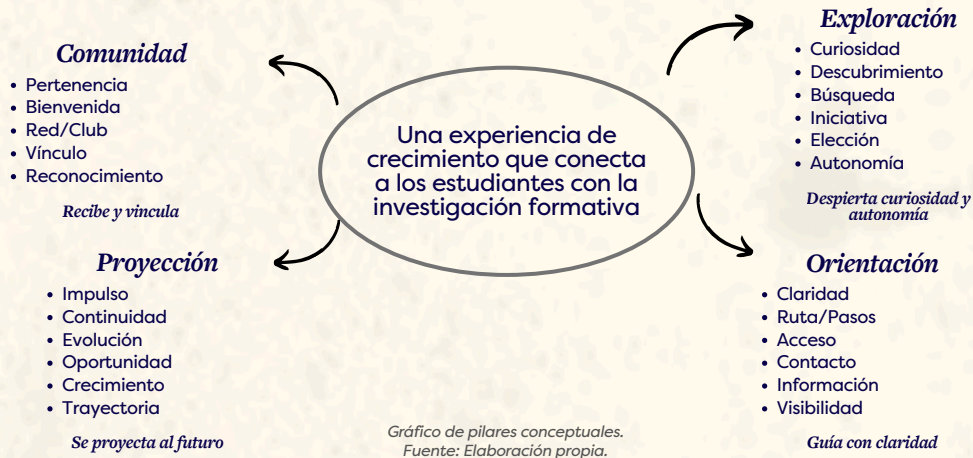 Comunidad
• Pertenencia
• Bienvenida
• Red/Club
• Vínculo
• Reconocimiento
Recibe y vincula
Exploración
• Curiosidad
• Descubrimiento
• Búsqueda
• Iniciativa
• Elección
• Autonomía
Despierta curiosidad y
autonomía
Una experiencia de
crecimiento que conecta
a los estudiantes con la
investigación formativa
Proyección
• Impulso
• Continuidad
• Evolución
• Oportunidad
• Crecimiento
• Trayectoria
Se proyecta al futuro
Orientación
• Claridad
• Ruta/Pasos
• Acceso
• Contacto
• Información
• Visibilidad
Guía con claridad
Gráfico de pilares conceptuales.
Fuente: Elaboración propia.